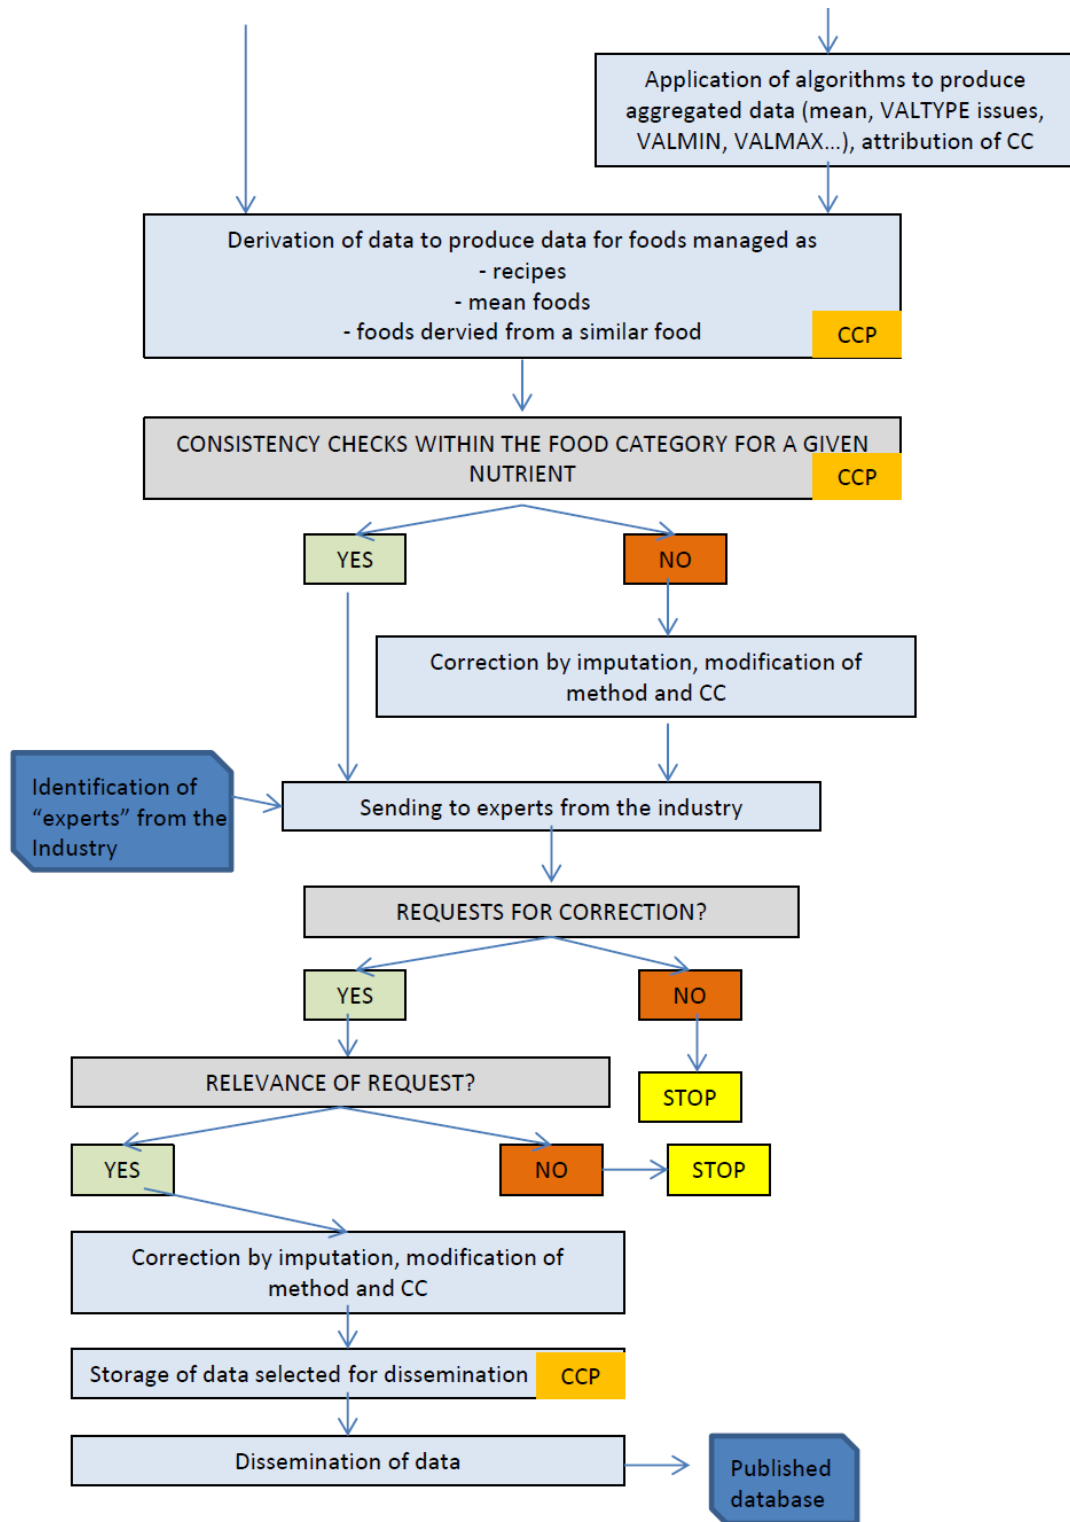 Application of algorithms to produce
aggregated data (mean, VALTYPE issues,
VALMIN, VALMAX...), attribution of CC
Derivation of data to produce data for foods managed as
- recipes
- mean foods
- foods dervied from a similar food
CCP
CONSISTENCY CHECKS WITHIN THE FOOD CATEGORY FOR A GIVEN
NUTRIENT
CCP
YES
NO
Correction by imputation, modification of
method and CC
Identification of
“experts” from the
Industry
Sending to experts from the industry
REQUESTS FOR CORRECTION?
YES
NO
RELEVANCE OF REQUEST?
STOP
YES
NO
STOP
Correction by imputation, modification of
method and CC
Storage of data selected for dissemination
CCP
Dissemination of data
Published
database